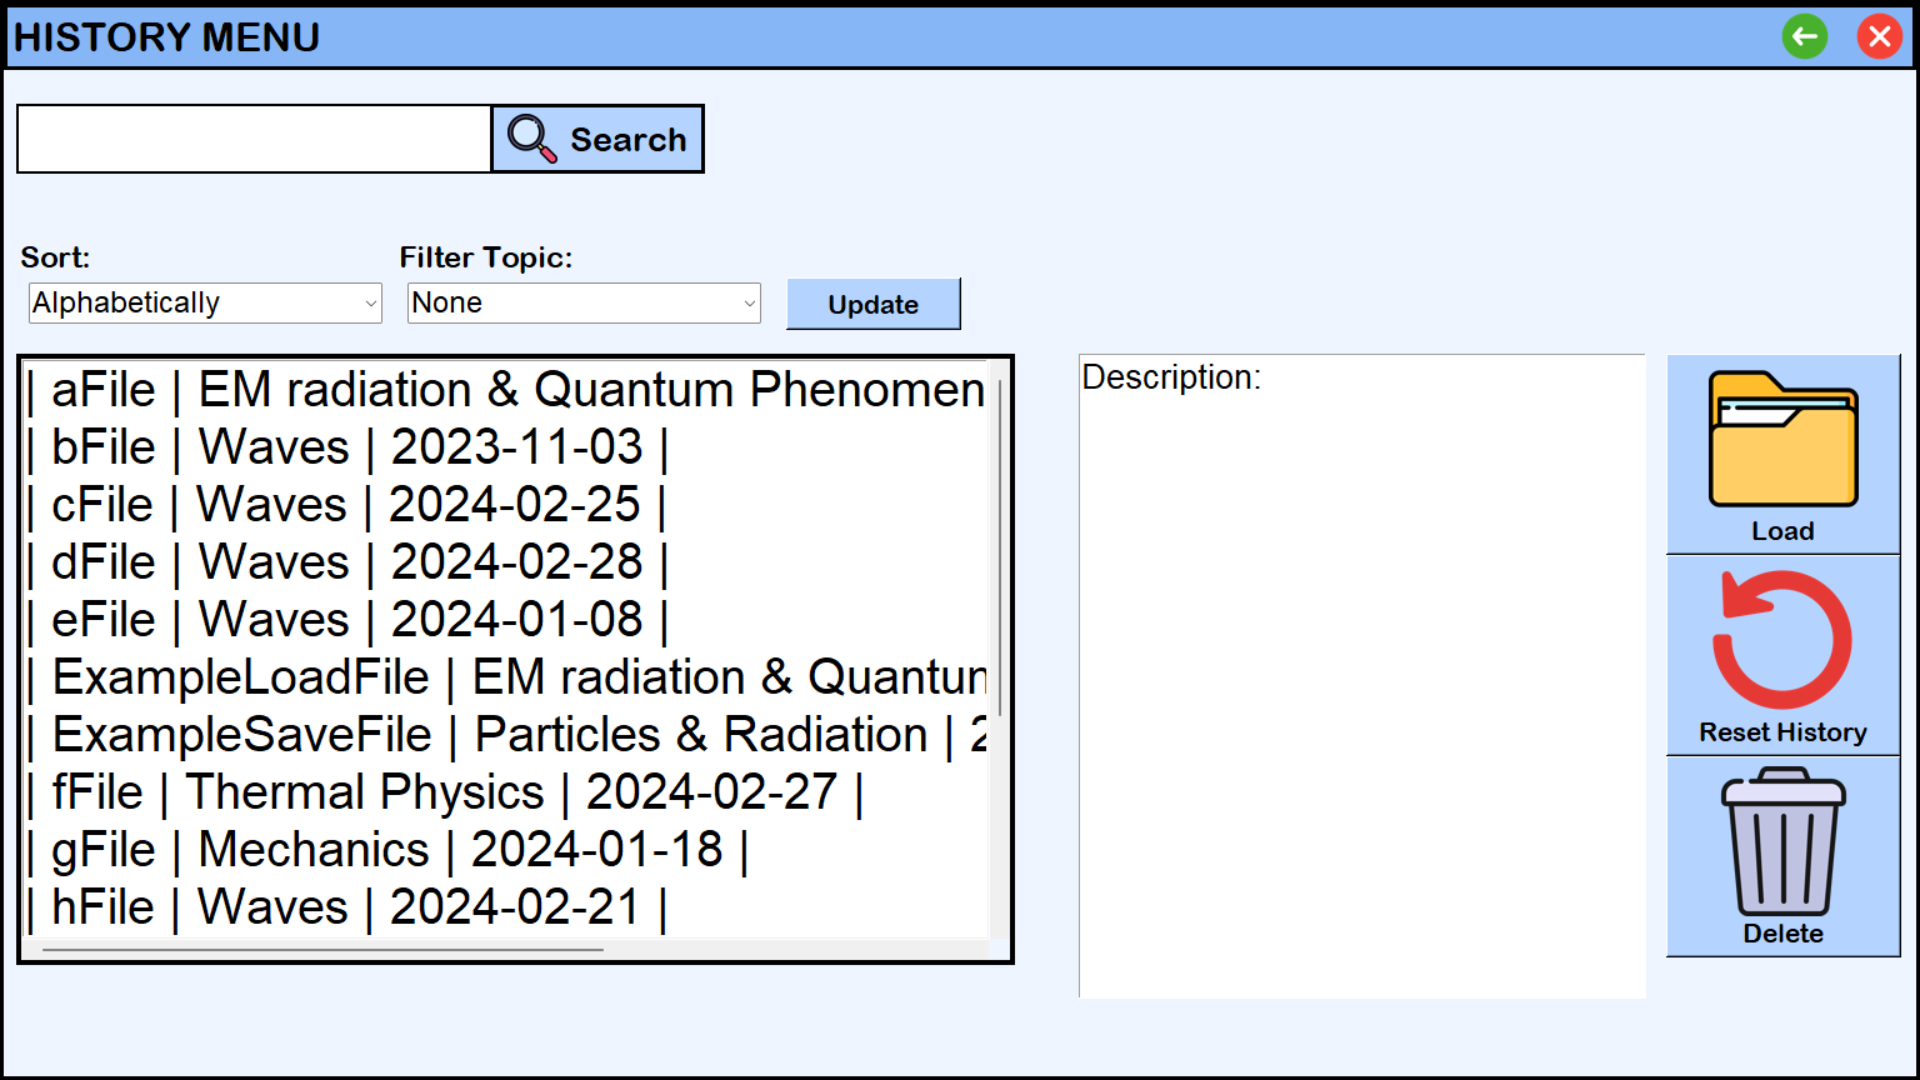 HISTORY MENU
Search
Sort: Filter Topic:
Alphabetically None Update
| aFile | EM radiation & Quantum Phenomen
| bFile | Waves | 2023-11-03 |
| cFile | Waves | 2024-02-25 |
| dFile | Waves | 2024-02-28 |
| eFile | Waves | 2024-01-08 |
| ExampleLoadFile | EM radiation & Quantum
| ExampleSaveFile | Particles & Radiation | 2
| fFile | Thermal Physics | 2024-02-27 |
| gFile | Mechanics | 2024-01-18 |
| hFile | Waves | 2024-02-21 |
Description:
Load
Reset History
Delete